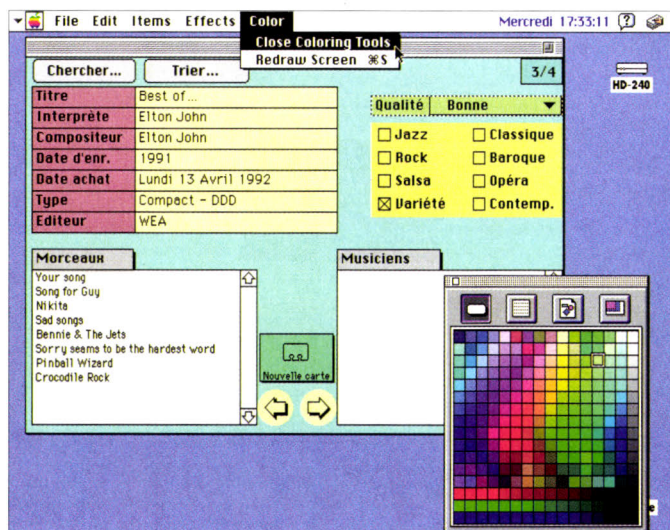 File Edit Items Effects Color
Mercredi 17:33:11
Close Coloring Tools
Redraw Screen ⌘S
HD-240
Chercher... Trier... 3/4
Titre Best of...
Interprète Elton John
Compositeur Elton John
Date d'enr. 1991
Date achat Lundi 13 Avril 1992
Type Compact - DDD
Editeur WEA
Qualité Bonne
Jazz Classique
Rock Baroque
Salsa Opéra
Variété Contemp.
Morceaux
Your song
Song for Guy
Nikita
Sad songs
Bennie & The Jets
Sorry seams to be the hardest word
Pinball Wizard
Crocodile Rock
Nouvelle carte
Musiciens
e